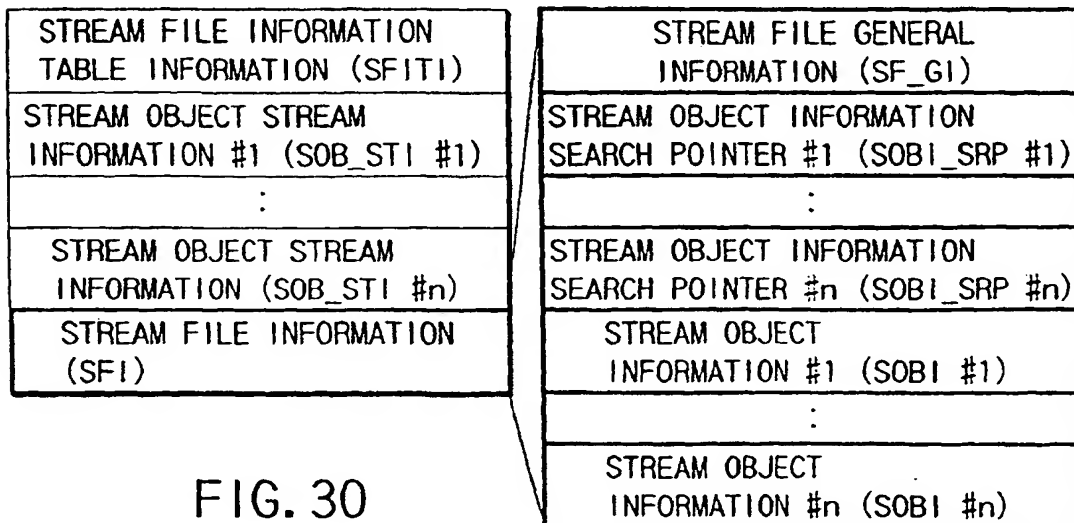 STREAM FILE INFORMATION
TABLE INFORMATION (SFITI)
STREAM OBJECT STREAM
INFORMATION #1 (SOB_STI #1)
:
STREAM OBJECT STREAM
INFORMATION (SOB_STI #n)
STREAM FILE INFORMATION
(SFI)
STREAM FILE GENERAL
INFORMATION (SF_GI)
STREAM OBJECT INFORMATION
SEARCH POINTER #1 (SOBI_SRP #1)
:
STREAM OBJECT INFORMATION
SEARCH POINTER #n (SOBI_SRP #n)
STREAM OBJECT
INFORMATION #1 (SOBI #1)
:
STREAM OBJECT
INFORMATION #n (SOBI #n)
FIG. 30